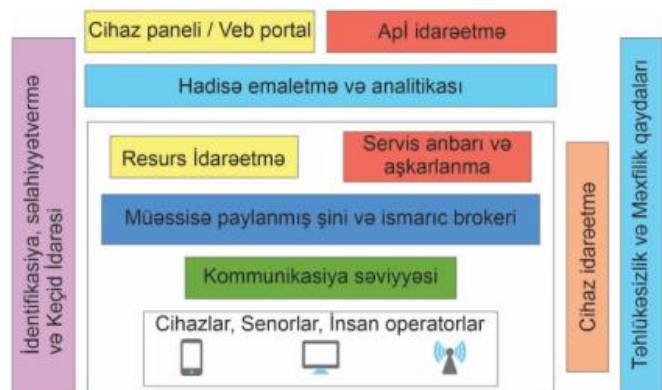 Cihaz paneli / Veb portal
Apİ idarəetmə
Hadisə emaletmə və analitikası
Resurs İdarəetmə
Servis anbarı və
aşkarlanma
Müəssisə paylanmış şini və ismarıc brokeri
Kommunikasiya səviyyəsi
Cihazlar, Senorlar, İnsan operatorlar
İdentifikasiya, səlahiyyətvermə
və Keçid İdarəsi
Cihaz idarəetmə
Təhlükəsizlik və Məxfilik qaydaları